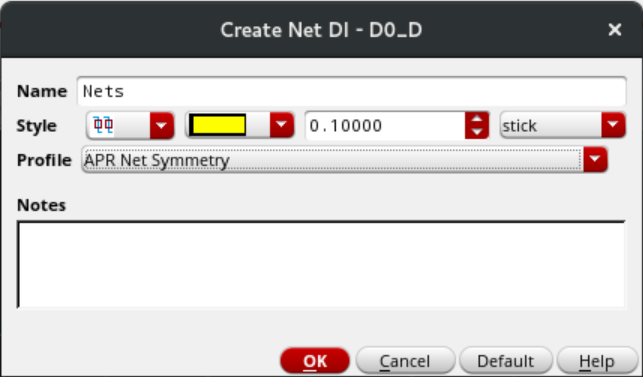 Create Net DI - D0_D
Name Nets
Style 0.10000 stick
Profile APR Net Symmetry
Notes
OK Cancel Default Help